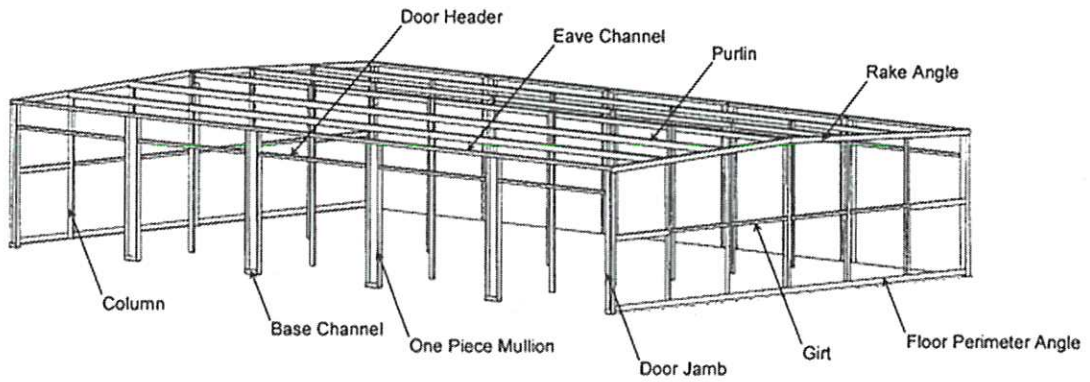 Door Header
Eave Channel
Purlin
Rake Angle
Column
Base Channel
One Piece Mullion
Door Jamb
Girt
Floor Perimeter Angle